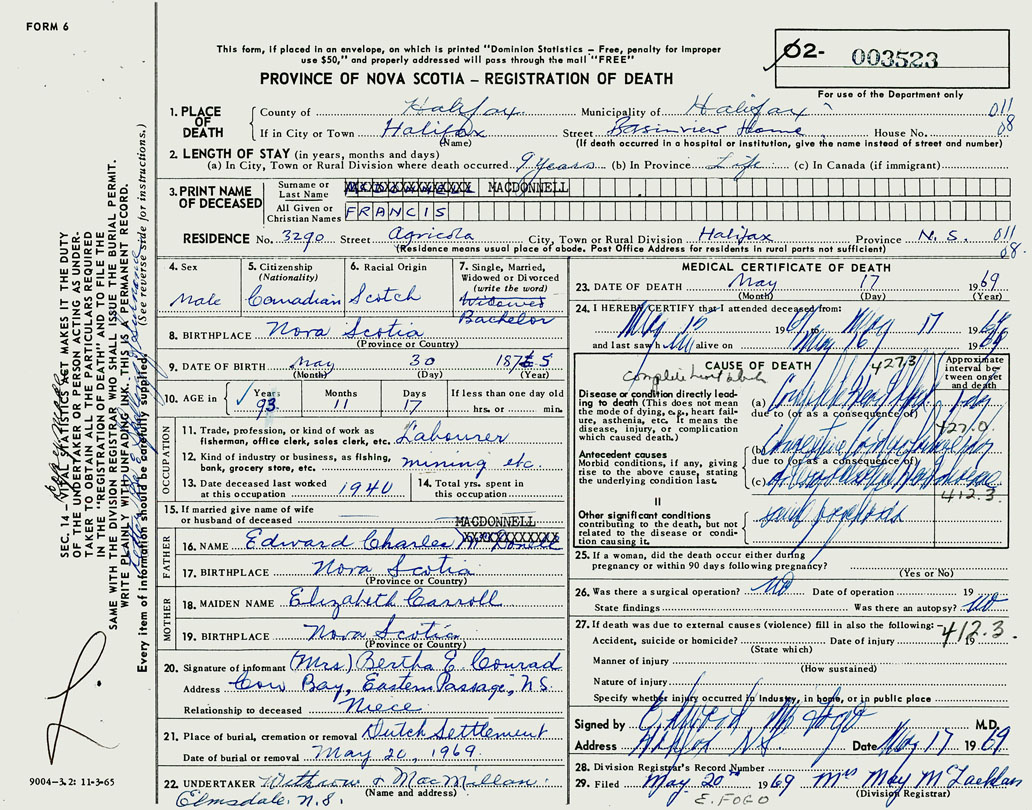 FORM 6
This form, if placed in an envelope, on which is printed "Dominion Statistics – Free, penalty for improper
use $50," and properly addressed will pass through the mail "FREE"
PROVINCE OF NOVA SCOTIA – REGISTRATION OF DEATH
02- 003523
For use of the Department only
1. PLACE OF DEATH
County of Halifax Municipality of Halifax 011
If in City or Town Halifax Street Basinview Home House No. 08
(Name) (If death occurred in a hospital or institution, give the name instead of street and number)
2. LENGTH OF STAY (in years, months and days)
(a) In City, Town or Rural Division where death occurred 9 years (b) In Province Life (c) In Canada (if immigrant)
3. PRINT NAME OF DECEASED
Surname or Last Name MACDONNELL
All Given or Christian Names FRANCIS
RESIDENCE No. 3290 Street Agricola City, Town or Rural Division Halifax Province N.S. 011
(Residence means usual place of abode. Post Office Address for residents in rural parts not sufficient) 08.
4. Sex Male
5. Citizenship (Nationality) Canadian
6. Racial Origin Scotch
7. Single, Married, Widowed or Divorced (write the word) Widowed Bachelor
8. BIRTHPLACE Nova Scotia
(Province or Country)
9. DATE OF BIRTH May 30 1875
(Month) (Day) (Year)
10. AGE in Years 93 Months 11 Days 17 If less than one day old hrs. or min.
OCCUPATION
11. Trade, profession, or kind of work as fisherman, office clerk, sales clerk, etc. Labourer
12. Kind of industry or business, as fishing, bank, grocery store, etc. mining etc.
13. Date deceased last worked at this occupation 1940
14. Total yrs. spent in this occupation
15. If married give name of wife or husband of deceased
MACDONNELL
FATHER
16. NAME Edward Charles
17. BIRTHPLACE Nova Scotia
(Province or Country)
MOTHER
18. MAIDEN NAME Elizabeth Carroll
19. BIRTHPLACE Nova Scotia
(Province or Country)
20. Signature of informant (Mrs) Bertha E. Conrad
Address Cow Bay, Eastern Passage, N.S.
Relationship to deceased Niece
21. Place of burial, cremation or removal Dutch Settlement
Date of burial or removal May 20, 1969.
22. UNDERTAKER Withrow & MacMillan
(Name and address)
Elmsdale. N.S.
MEDICAL CERTIFICATE OF DEATH
23. DATE OF DEATH May 17 1969
(Month) (Day) (Year)
24. I HEREBY CERTIFY that I attended deceased from:
May 17 19
and last saw h alive on May 16 19
CAUSE OF DEATH 427.3
Approximate interval between onset and death
complete heart block
Disease or condition directly leading to death (This does not mean the mode of dying, e.g., heart failure, asthenia, etc. It means the disease, injury, or complication which caused death.)
(a) Complete Heart Block
due to (or as a consequence of)
427.0
Antecedent causes
Morbid conditions, if any, giving rise to the above cause, stating the underlying condition last.
(b) Congestive
due to (or as a consequence of)
(c)
412.3
II
Other significant conditions contributing to the death, but not related to the disease or condition causing it.
25. If a woman, did the death occur either during pregnancy or within 90 days following pregnancy?
(Yes or No)
26. Was there a surgical operation? No Date of operation 19
State findings Was there an autopsy? No
27. If death was due to external causes (violence) fill in also the following: 412.3.
Accident, suicide or homicide? Date of injury 19
(State which)
Manner of injury
(How sustained)
Nature of injury
Specify whether injury occurred in Industry, in home, or in public place
Signed by M.D.
Address Halifax N.S. Date May 17 1969.
28. Division Registrar's Record Number
29. Filed May 20th 1969 Mrs May McLachlan
(Division Registrar)
E. FOGO
SEC. 14 – VITAL STATISTICS ACT MAKES IT THE DUTY
OF THE UNDERTAKER OR PERSON ACTING AS UNDER-
TAKER TO OBTAIN ALL THE PARTICULARS REQUIRED
IN THE "REGISTRATION OF DEATH" AND TO FILE THE
SAME WITH THE DIVISION REGISTRAR WHO SHALL ISSUE THE BURIAL PERMIT.
WRITE PLAINLY WITH UNFADING INK. THIS IS A PERMANENT RECORD.
Every item of information should be carefully supplied. (See reverse side for instructions.)
9004-3.2: 11-3-65